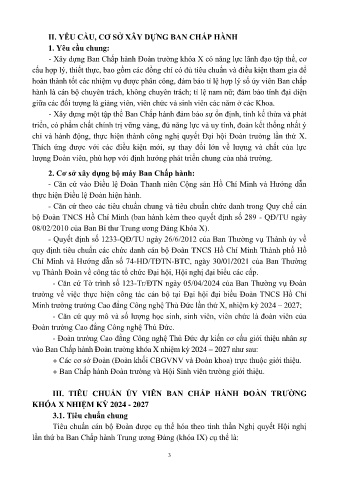 II. YÊU CẦU, CƠ SỞ XÂY DỰNG BAN CHẤP HÀNH
1. Yêu cầu chung:
- Xây dựng Ban Chấp hành Đoàn trường khóa X có năng lực lãnh đạo tập thể, cơ
cấu hợp lý, thiết thực, bao gồm các đồng chí có đủ tiêu chuẩn và điều kiện tham gia để
hoàn thành tốt các nhiệm vụ được phân công, đảm bảo tỉ lệ hợp lý số ủy viên Ban chấp
hành là cán bộ chuyên trách, không chuyên trách; tỉ lệ nam nữ; đảm bảo tính đại diện
giữa các đối tượng là giảng viên, viên chức và sinh viên các năm ở các Khoa.
- Xây dựng một tập thể Ban Chấp hành đảm bảo sự ổn định, tính kế thừa và phát
triển, có phẩm chất chính trị vững vàng, đủ năng lực và uy tín, đoàn kết thống nhất ý
chí và hành động, thực hiện thành công nghị quyết Đại hội Đoàn trường lần thứ X.
Thích ứng được với các điều kiện mới, sự thay đổi lớn về lượng và chất của lực
lượng Đoàn viên, phù hợp với định hướng phát triển chung của nhà trường.
2. Cơ sở xây dựng bộ máy Ban Chấp hành:
- Căn cứ vào Điều lệ Đoàn Thanh niên Cộng sản Hồ Chí Minh và Hướng dẫn
thực hiện Điều lệ Đoàn hiện hành.
- Căn cứ theo các tiêu chuẩn chung và tiêu chuẩn chức danh trong Quy chế cán
bộ Đoàn TNCS Hồ Chí Minh (ban hành kèm theo quyết định số 289 - QĐ/TU ngày
08/02/2010 của Ban Bí thư Trung ương Đảng Khóa X).
- Quyết định số 1233-QĐ/TU ngày 26/6/2012 của Ban Thường vụ Thành ủy về
quy định tiêu chuẩn các chức danh cán bộ Đoàn TNCS Hồ Chí Minh Thành phố Hồ
Chí Minh và Hướng dẫn số 74-HD/TĐTN-BTC, ngày 30/01/2021 của Ban Thường
vụ Thành Đoàn về công tác tổ chức Đại hội, Hội nghị đại biểu các cấp.
- Căn cứ Tờ trình số 123-Tr/ĐTN ngày 05/04/2024 của Ban Thường vụ Đoàn
trường về việc thực hiện công tác cán bộ tại Đại hội đại biểu Đoàn TNCS Hồ Chí
Minh trường trường Cao đẳng Công nghệ Thủ Đức lần thứ X, nhiệm kỳ 2024 – 2027;
- Căn cứ quy mô và số lượng học sinh, sinh viên, viên chức là đoàn viên của
Đoàn trường Cao đẳng Công nghệ Thủ Đức.
- Đoàn trường Cao đẳng Công nghệ Thủ Đức dự kiến cơ cấu giới thiệu nhân sự
vào Ban Chấp hành Đoàn trường khóa X nhiệm kỳ 2024 – 2027 như sau:
● Các cơ sở Đoàn (Đoàn khối CBGVNV và Đoàn khoa) trực thuộc giới thiệu.
● Ban Chấp hành Đoàn trường và Hội Sinh viên trường giới thiệu.
III. TIÊU CHUẨN ỦY VIÊN BAN CHẤP HÀNH ĐOÀN TRƯỜNG
KHÓA X NHIỆM KỲ 2024 - 2027
3.1. Tiêu chuẩn chung
Tiêu chuẩn cán bộ Đoàn được cụ thể hóa theo tinh thần Nghị quyết Hội nghị
lần thứ ba Ban Chấp hành Trung ương Đảng (khóa IX) cụ thể là:
3